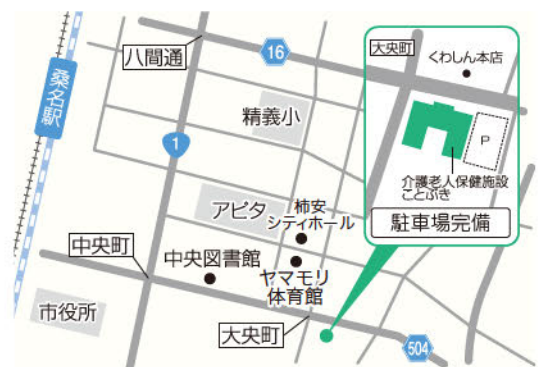 八間通
16
大央町
くわしん本店
桑名駅
精義小
P
1
介護老人保健施設
ことぶき
アピタ
柿安
シティホール
駐車場完備
中央町
中央図書館
ヤマモリ
体育館
市役所
大央町
504